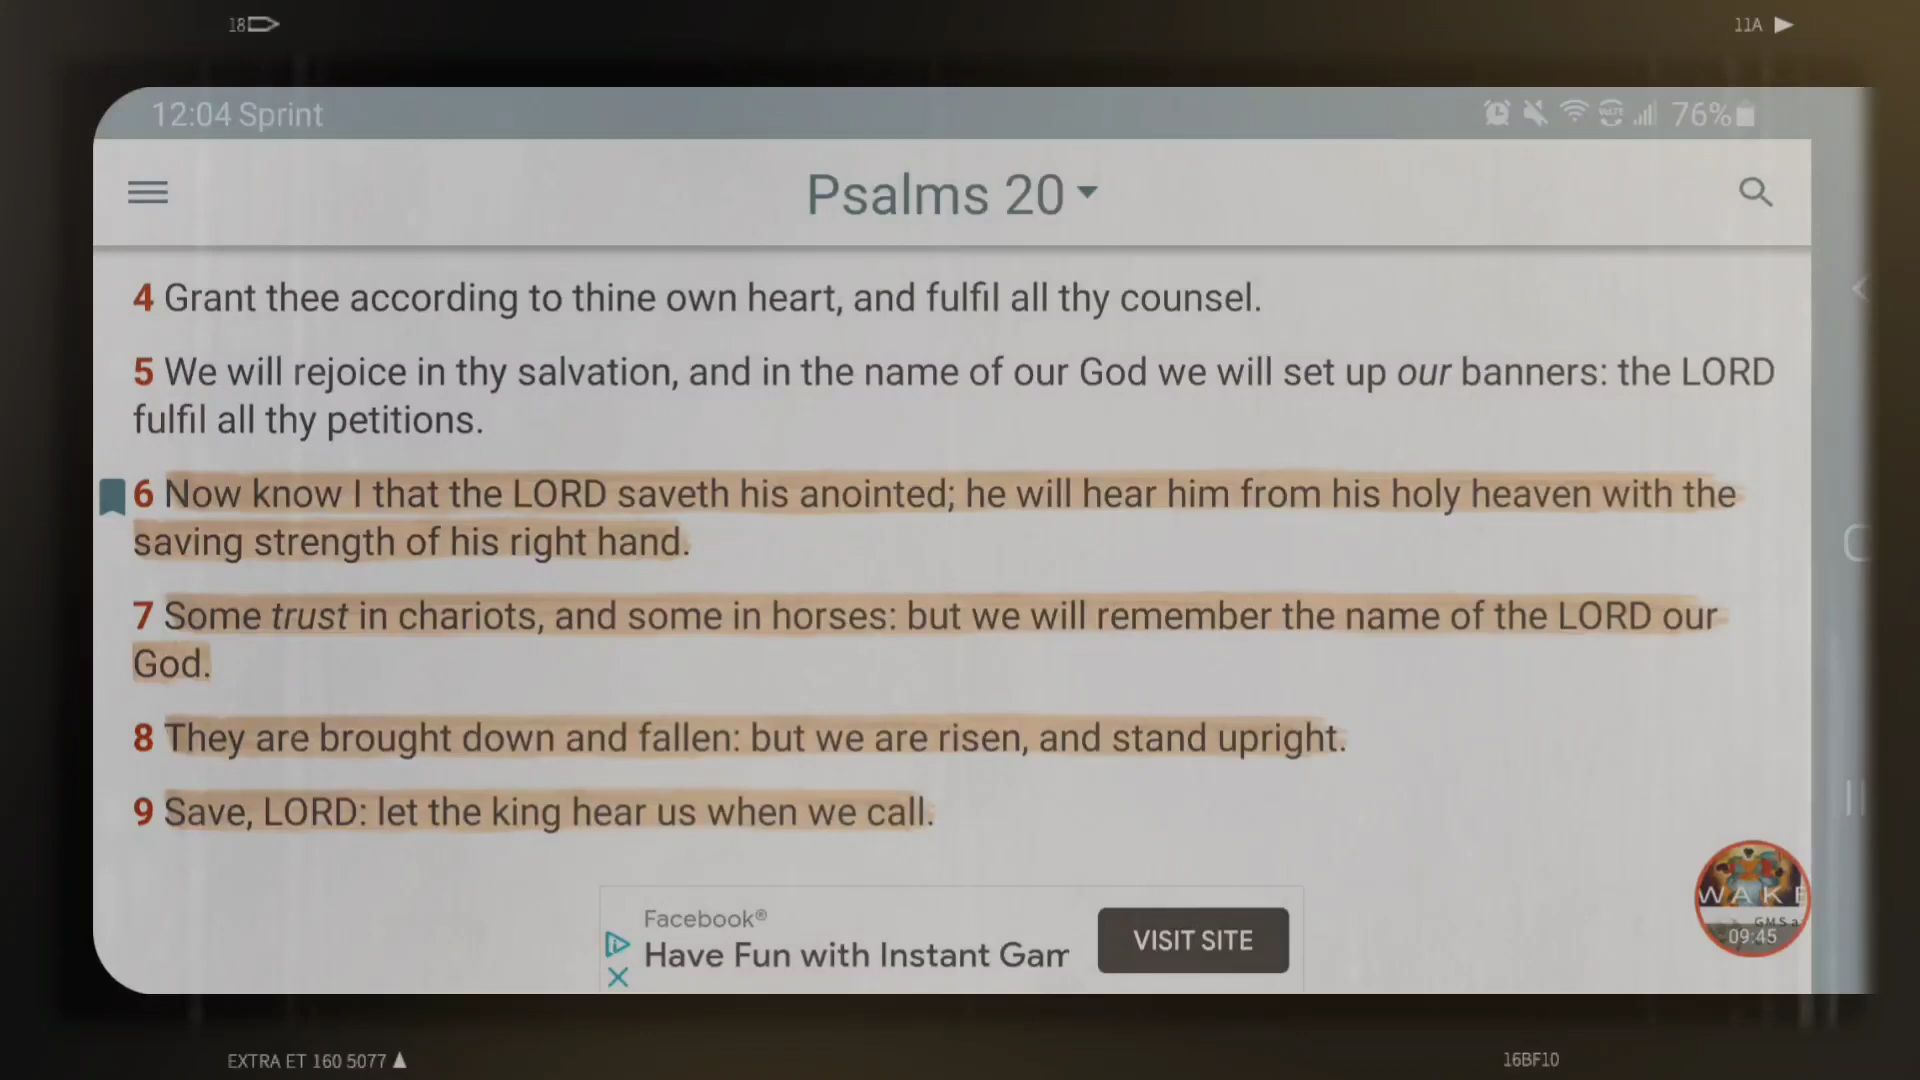 18
11A
12:04 Sprint
VoLTE
76%
Psalms 20
4 Grant thee according to thine own heart, and fulfil all thy counsel.
5 We will rejoice in thy salvation, and in the name of our God we will set up our banners: the LORD
fulfil all thy petitions.
6 Now know I that the LORD saveth his anointed; he will hear him from his holy heaven with the
saving strength of his right hand.
7 Some trust in chariots, and some in horses: but we will remember the name of the LORD our
God.
8 They are brought down and fallen: but we are risen, and stand upright.
9 Save, LORD: let the king hear us when we call.
Facebook®
Have Fun with Instant Gam
VISIT SITE
WAKE
GMS a
09:45
EXTRA ET 160 5077
16BF10